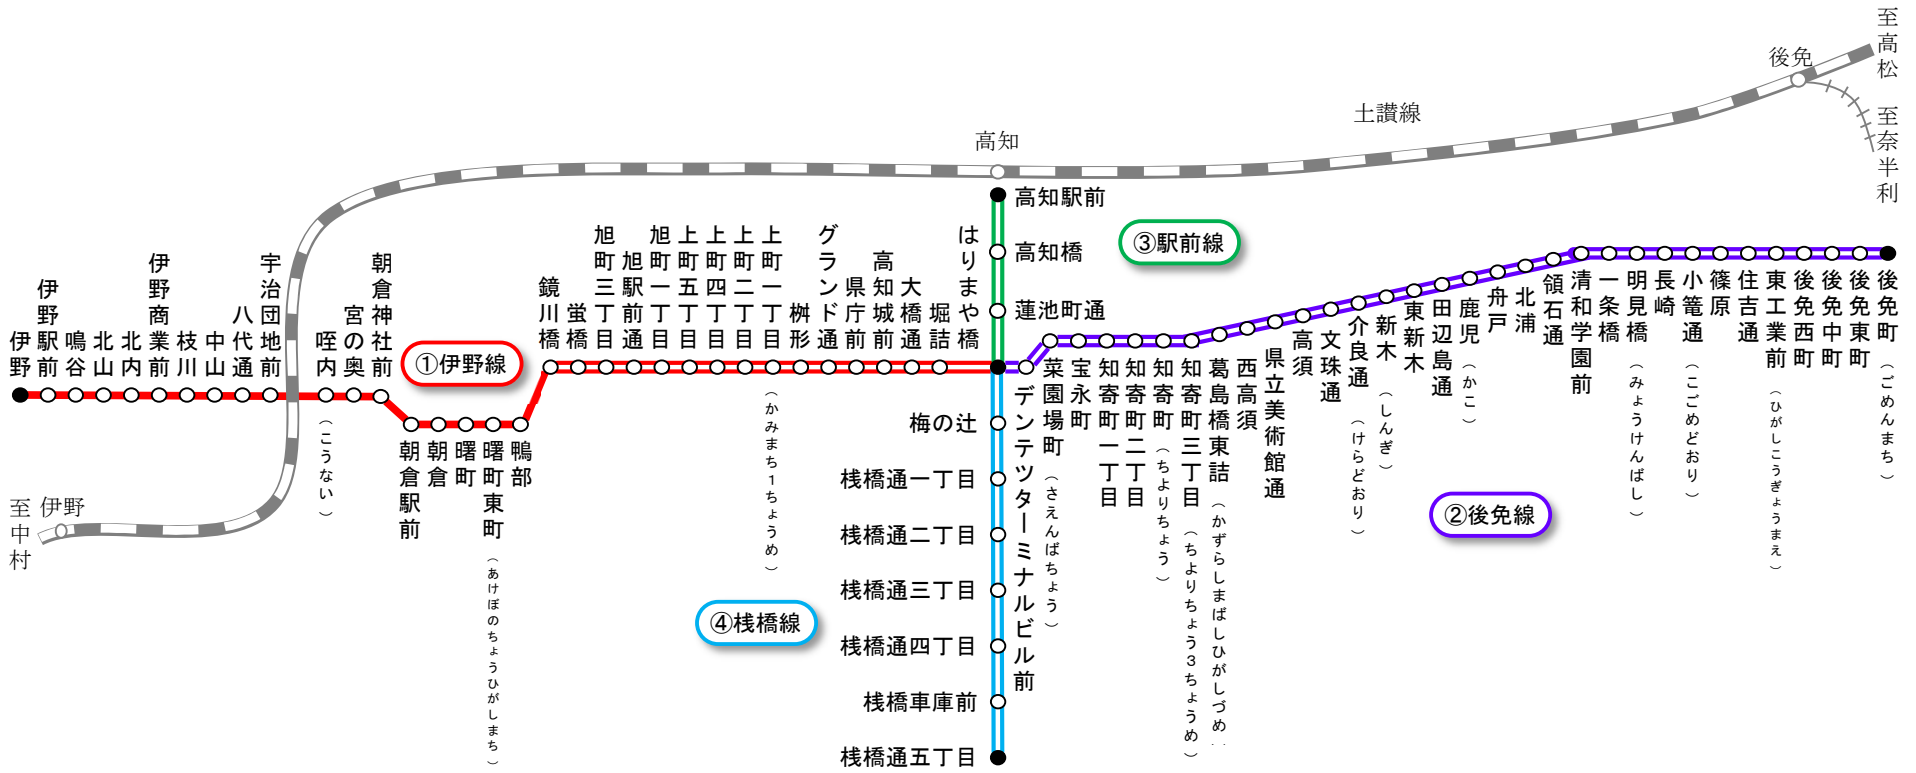 至高松
後免
至奈半利
土讃線
高知
至中村
伊野
①伊野線
②後免線
③駅前線
④桟橋線
伊野
伊野駅前
鳴谷
北山
北内
伊野商業前
枝川
中山
八代通
宇治団地前
咥内
（こうない）
宮の奥
朝倉神社前
朝倉駅前
朝倉
曙町
曙町東町
（あけぼのちょうひがしまち）
鴨部
鏡川橋
蛍橋
旭町三丁目
旭駅前通
旭町一丁目
上町五丁目
上町四丁目
上町二丁目
上町一丁目
（かみまち1ちょうめ）
桝形
グランド通
県庁前
高知城前
大橋通
堀詰
はりまや橋
高知駅前
高知橋
蓮池町通
梅の辻
桟橋通一丁目
桟橋通二丁目
桟橋通三丁目
桟橋通四丁目
桟橋車庫前
桟橋通五丁目
デンテツターミナルビル前
菜園場町
（さえんばちょう）
宝永町
知寄町一丁目
知寄町二丁目
知寄町
（ちよりちょう）
知寄町三丁目
（ちよりちょう3ちょうめ）
葛島橋東詰
（かずらしまばしひがしづめ）
西高須
県立美術館通
高須
文珠通
介良通
（けらどおり）
新木
（しんぎ）
東新木
田辺島通
鹿児
（かこ）
舟戸
北浦
領石通
清和学園前
一条橋
明見橋
（みょうけんばし）
長崎
小篭通
（こごめどおり）
篠原
住吉通
東工業前
（ひがしこうぎょうまえ）
後免西町
後免中町
後免東町
後免町
（ごめんまち）